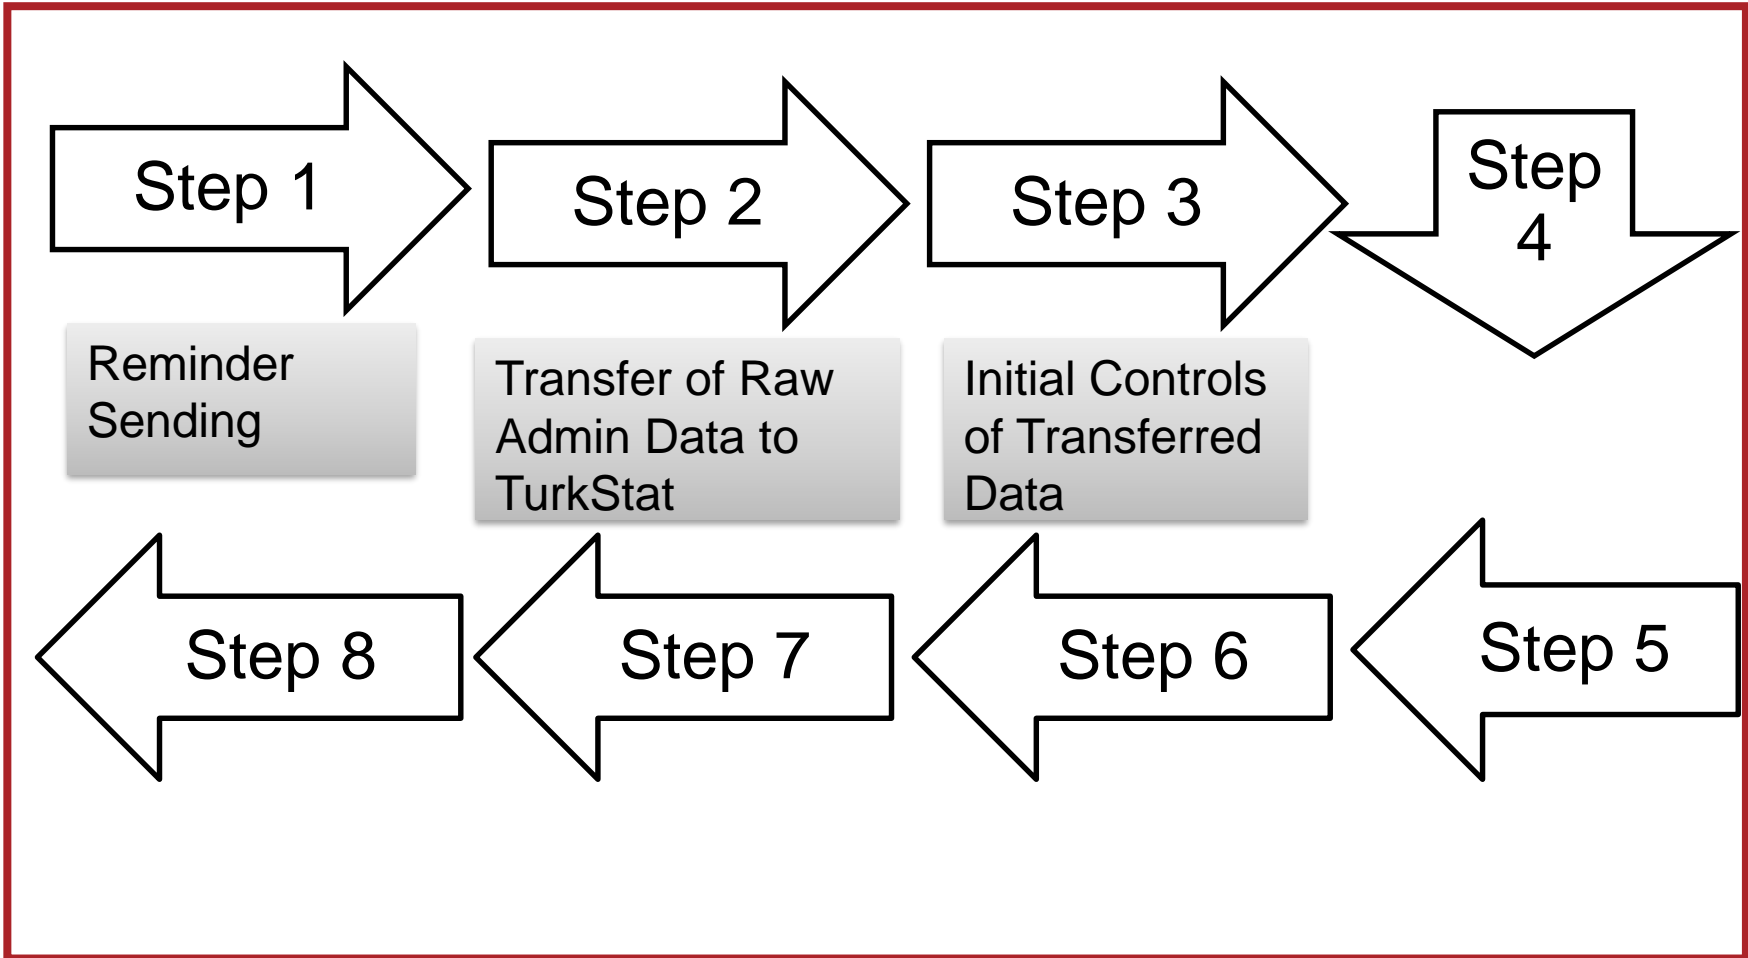 Step 1
Step 2
Step 3
Step
4
Reminder
Sending
Transfer of Raw
Admin Data to
TurkStat
Initial Controls
of Transferred
Data
Step 8
Step 7
Step 6
Step 5